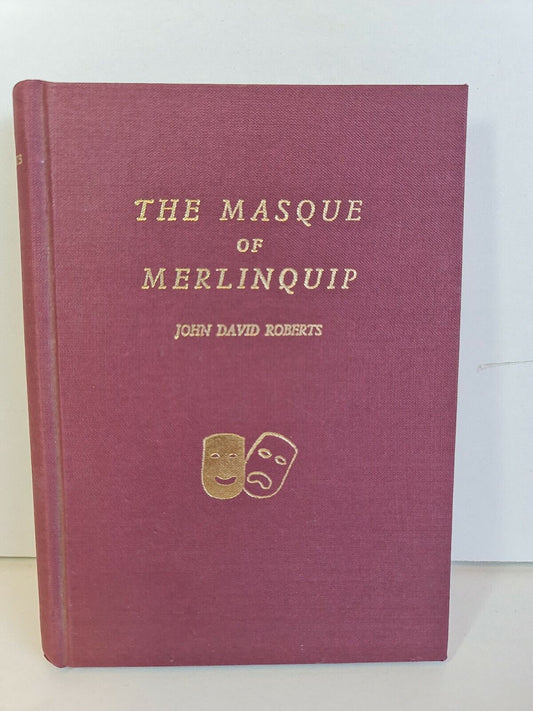 THE MASQUE
OF
MERLINQUIP
JOHN DAVID ROBERTS